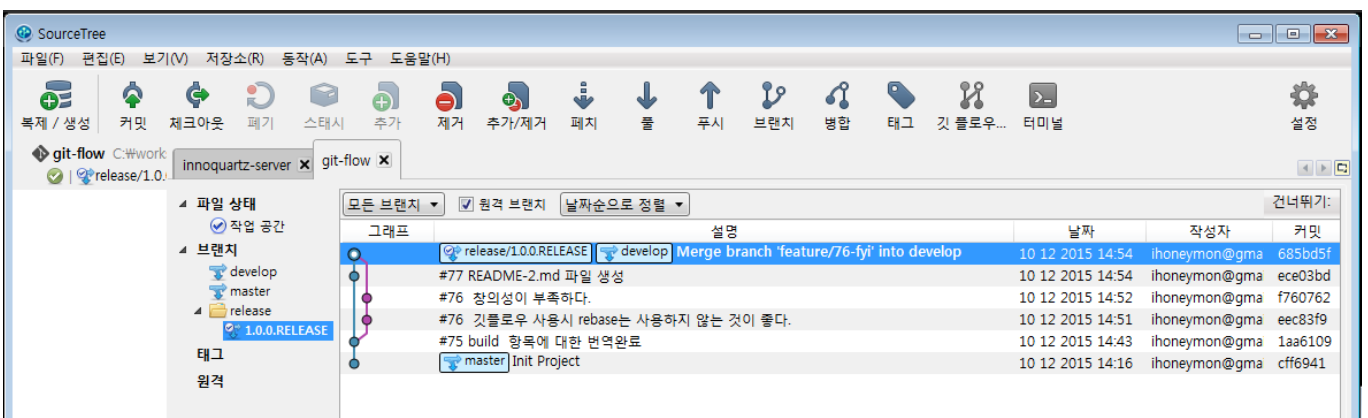 SourceTree
파일(F) 편집(E) 보기(V) 저장소(R) 동작(A) 도구 도움말(H)
복제 / 생성 커밋 체크아웃 폐기 스태시 추가 제거 추가/제거 페치 풀 푸시 브랜치 병합 태그 깃 플로우... 터미널 설정
git-flow C:₩work
release/1.0.
innoquartz-server git-flow
파일 상태
작업 공간
브랜치
develop
master
release
1.0.0.RELEASE
태그
원격
모든 브랜치 원격 브랜치 날짜순으로 정렬 건너뛰기:
그래프 설명 날짜 작성자 커밋
release/1.0.0.RELEASE develop Merge branch 'feature/76-fyi' into develop 10 12 2015 14:54 ihoneymon@gma 685bd5f
#77 README-2.md 파일 생성 10 12 2015 14:54 ihoneymon@gma ece03bd
#76 창의성이 부족하다. 10 12 2015 14:52 ihoneymon@gma f760762
#76 깃플로우 사용시 rebase는 사용하지 않는 것이 좋다. 10 12 2015 14:51 ihoneymon@gma eec83f9
#75 build 항목에 대한 번역완료 10 12 2015 14:43 ihoneymon@gma 1aa6109
master Init Project 10 12 2015 14:16 ihoneymon@gma cff6941